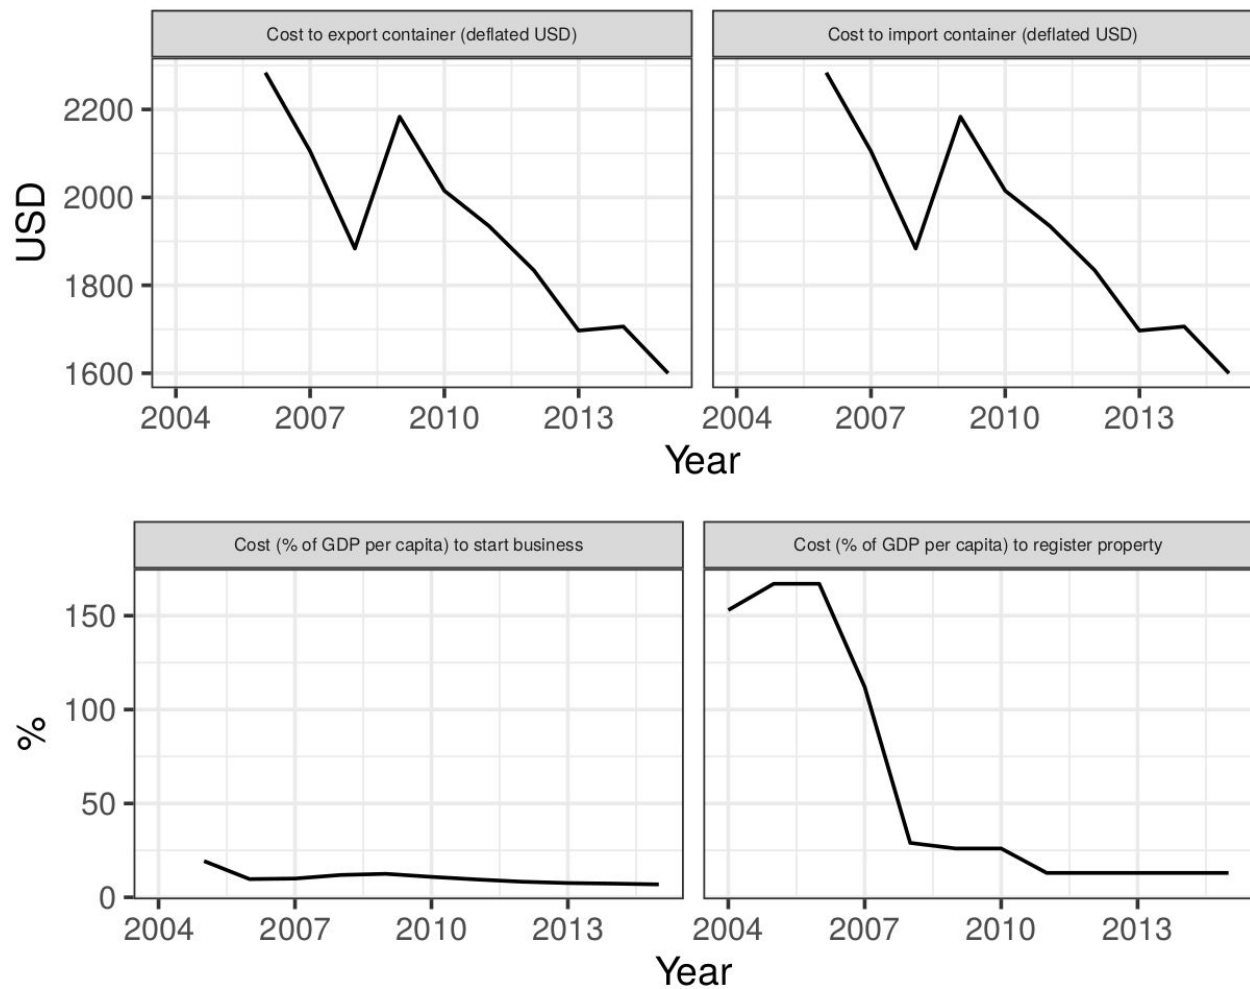 Cost to export container (deflated USD)
Cost to import container (deflated USD)
USD
2200
2000
1800
1600
2004 2007 2010 2013
2004 2007 2010 2013
Year
Cost (% of GDP per capita) to start business
Cost (% of GDP per capita) to register property
%
150
100
50
0
2004 2007 2010 2013
2004 2007 2010 2013
Year